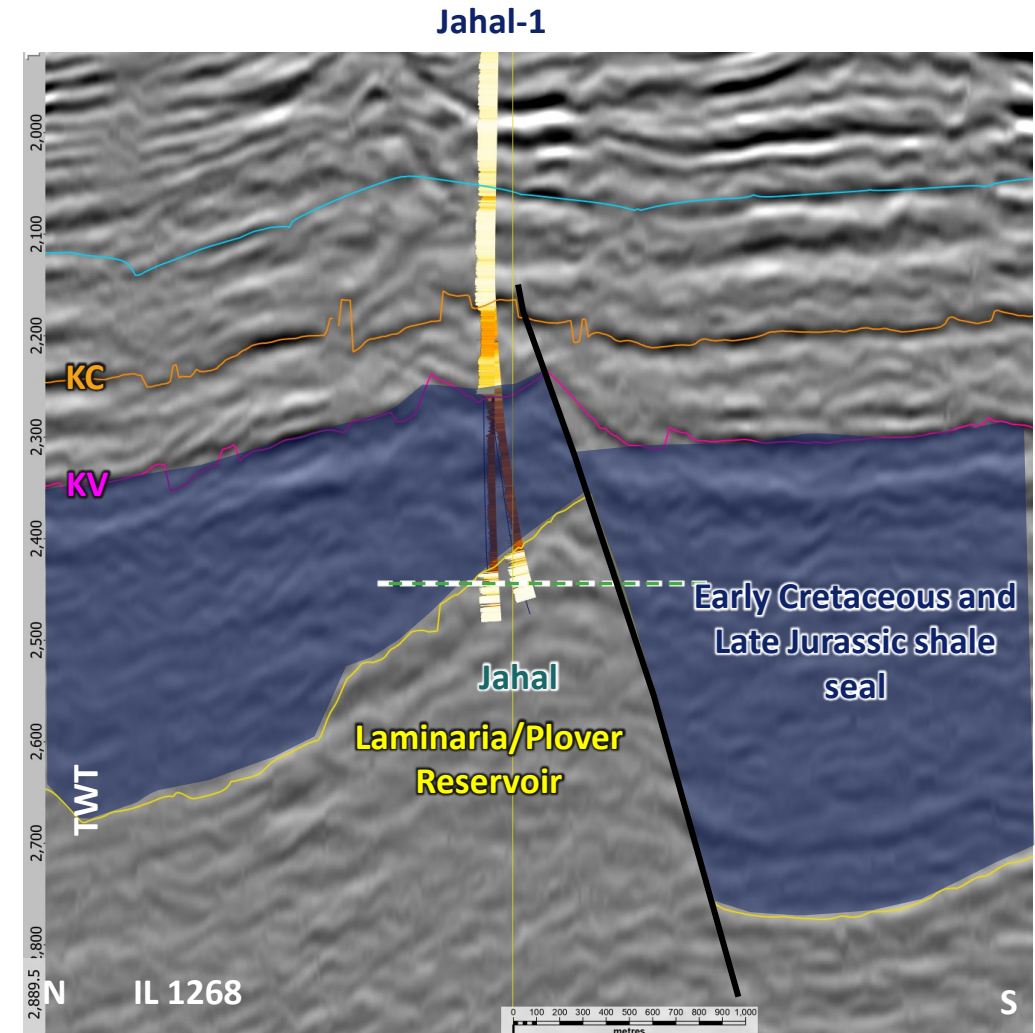 Jahal-1
2,000
2,100
2,200
KC
2,300
KV
2,400
2,500
Early Cretaceous and
Late Jurassic shale
seal
Jahal
2,600
Laminaria/Plover
Reservoir
TWT
2,700
2,889.5
N
IL 1268
S
0 100 200 300 400 500 600 700 800 900 1,000
metres